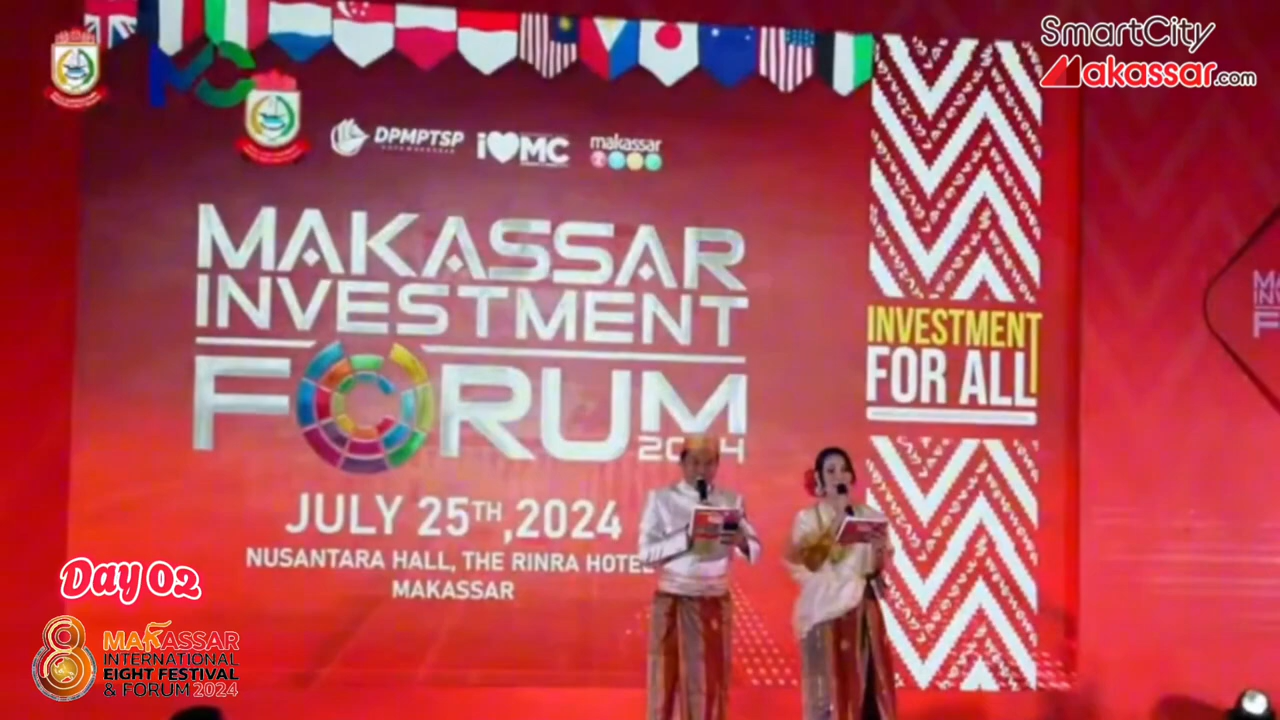 SmartCity
Makassar.com
DPMPTSP
i MC
makassar
MAKASSAR
INVESTMENT
FORUM
2024
INVESTMENT
FOR ALL
JULY 25TH,2024
NUSANTARA HALL, THE RINRA HOTEL
MAKASSAR
Day 02
8 MAKASSAR
INTERNATIONAL
EIGHT FESTIVAL
& FORUM 2024